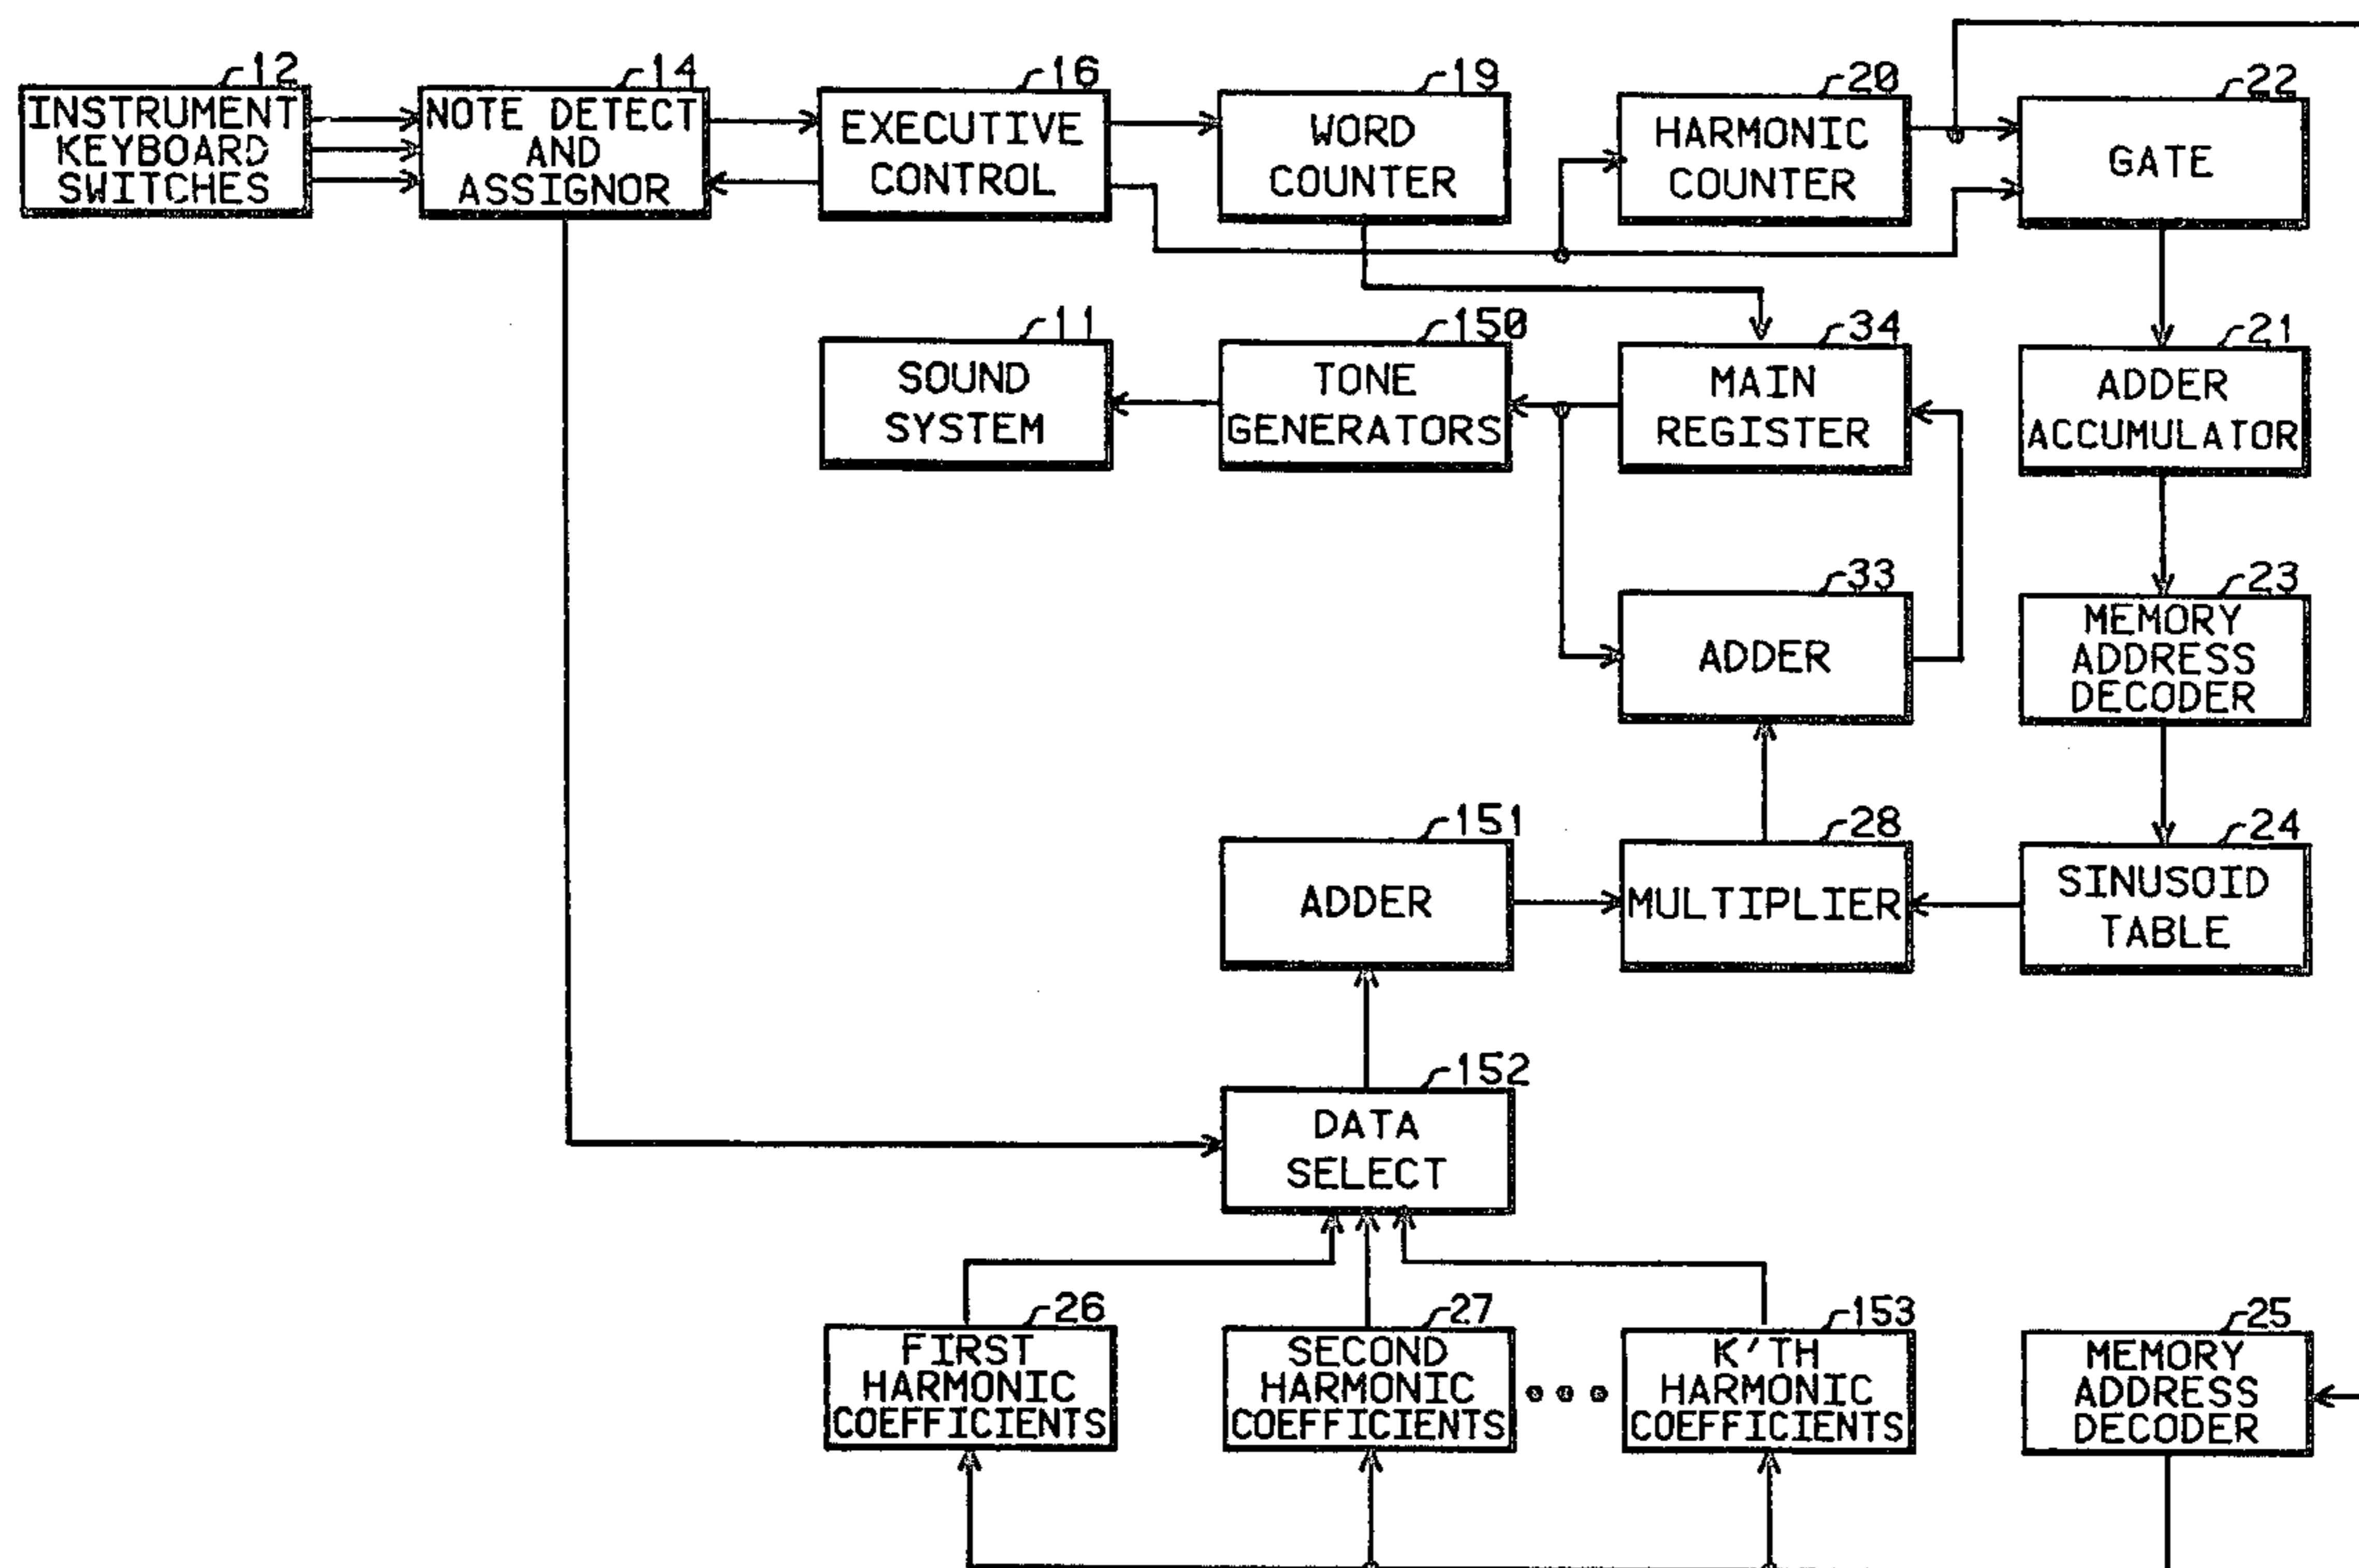 12
INSTRUMENT
KEYBOARD
SWITCHES
14
NOTE DETECT
AND
ASSIGNOR
16
EXECUTIVE
CONTROL
19
WORD
COUNTER
20
HARMONIC
COUNTER
22
GATE
11
SOUND
SYSTEM
150
TONE
GENERATORS
34
MAIN
REGISTER
21
ADDER
ACCUMULATOR
33
ADDER
23
MEMORY
ADDRESS
DECODER
151
ADDER
28
MULTIPLIER
24
SINUSOID
TABLE
152
DATA
SELECT
26
FIRST
HARMONIC
COEFFICIENTS
27
SECOND
HARMONIC
COEFFICIENTS
153
K'TH
HARMONIC
COEFFICIENTS
25
MEMORY
ADDRESS
DECODER